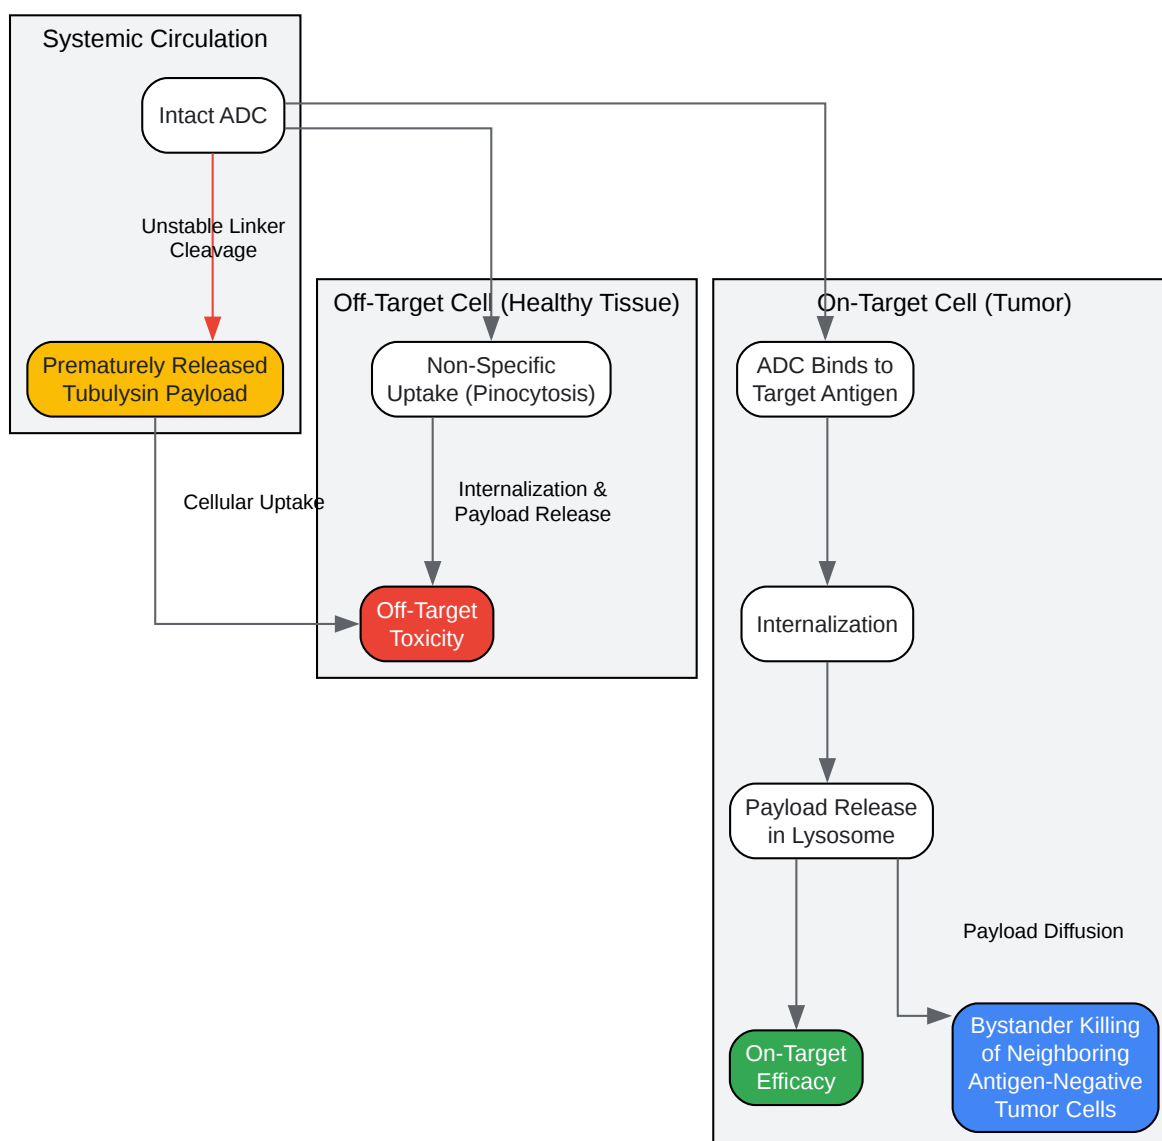 Systemic Circulation
Intact ADC
Unstable Linker
Cleavage
Prematurely Released
Tubulysin Payload
Cellular Uptake
Off-Target Cell (Healthy Tissue)
Non-Specific
Uptake (Pinocytosis)
Internalization &
Payload Release
Off-Target
Toxicity
On-Target Cell (Tumor)
ADC Binds to
Target Antigen
Internalization
Payload Release
in Lysosome
Payload Diffusion
On-Target
Efficacy
Bystander Killing
of Neighboring
Antigen-Negative
Tumor Cells